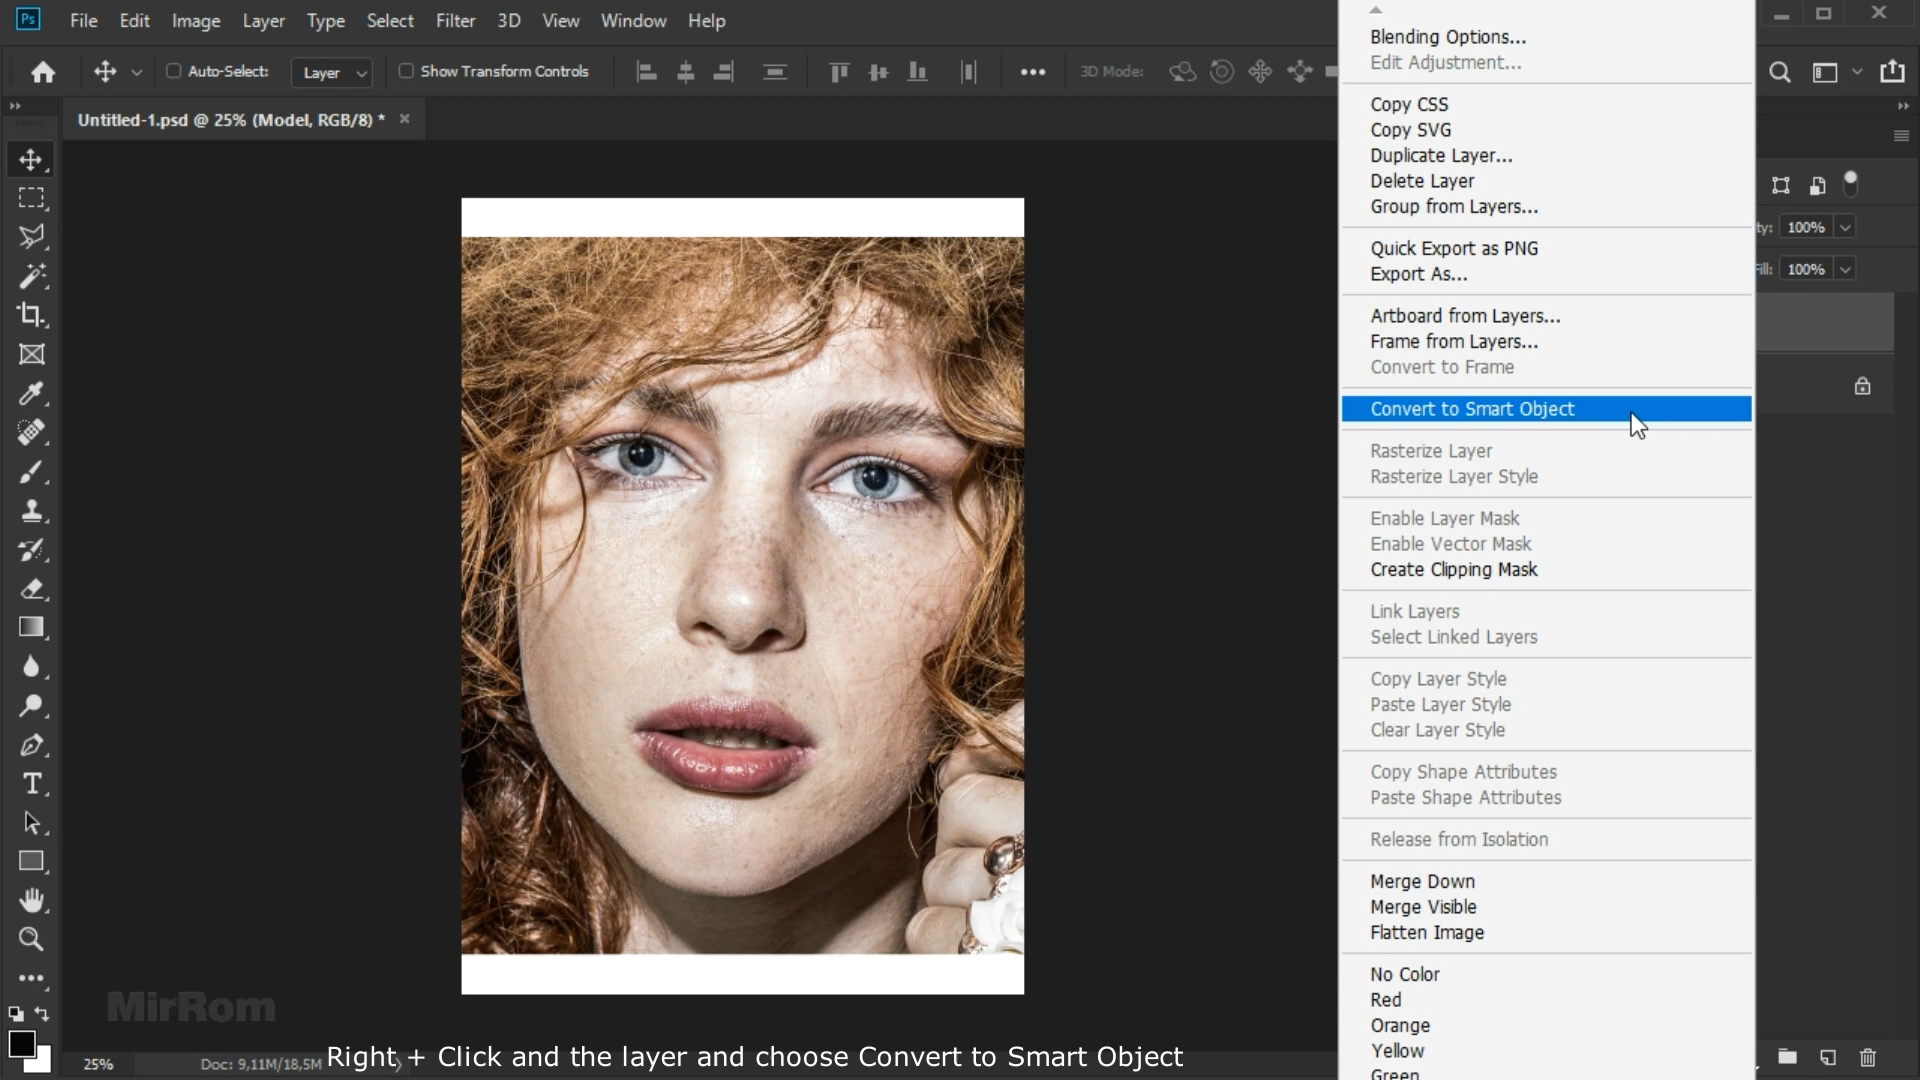 Ps File Edit Image Layer Type Select Filter 3D View Window Help
Auto-Select: Layer Show Transform Controls 3D Mode:
Untitled-1.psd @ 25% (Model, RGB/8) *
Blending Options...
Edit Adjustment...
Copy CSS
Copy SVG
Duplicate Layer...
Delete Layer
Group from Layers...
Quick Export as PNG
Export As...
Artboard from Layers...
Frame from Layers...
Convert to Frame
Convert to Smart Object
Rasterize Layer
Rasterize Layer Style
Enable Layer Mask
Enable Vector Mask
Create Clipping Mask
Link Layers
Select Linked Layers
Copy Layer Style
Paste Layer Style
Clear Layer Style
Copy Shape Attributes
Paste Shape Attributes
Release from Isolation
Merge Down
Merge Visible
Flatten Image
No Color
Red
Orange
Yellow
Green
ty: 100%
Fill: 100%
MirRom
25% Doc: 9,11M/18,5M
Right + Click and the layer and choose Convert to Smart Object